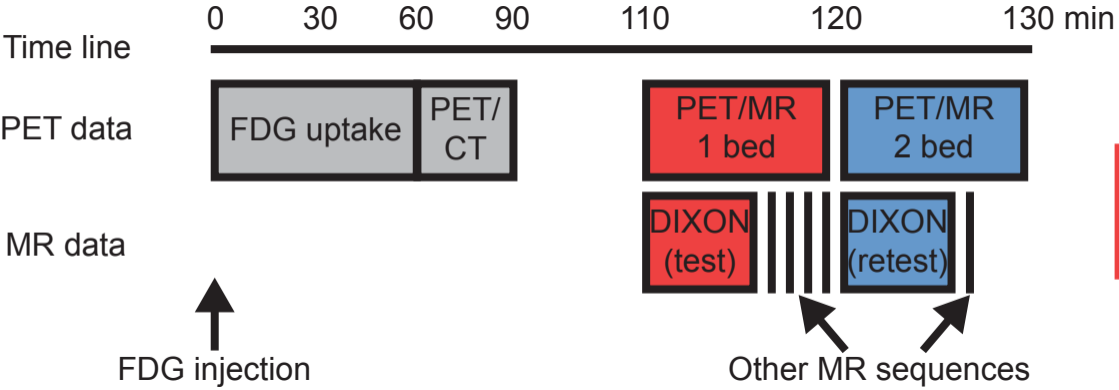 0 30 60 90 110 120 130 min
Time line
PET data
FDG uptake
PET/
CT
PET/MR
1 bed
PET/MR
2 bed
MR data
DIXON
(test)
DIXON
(retest)
FDG injection
Other MR sequences